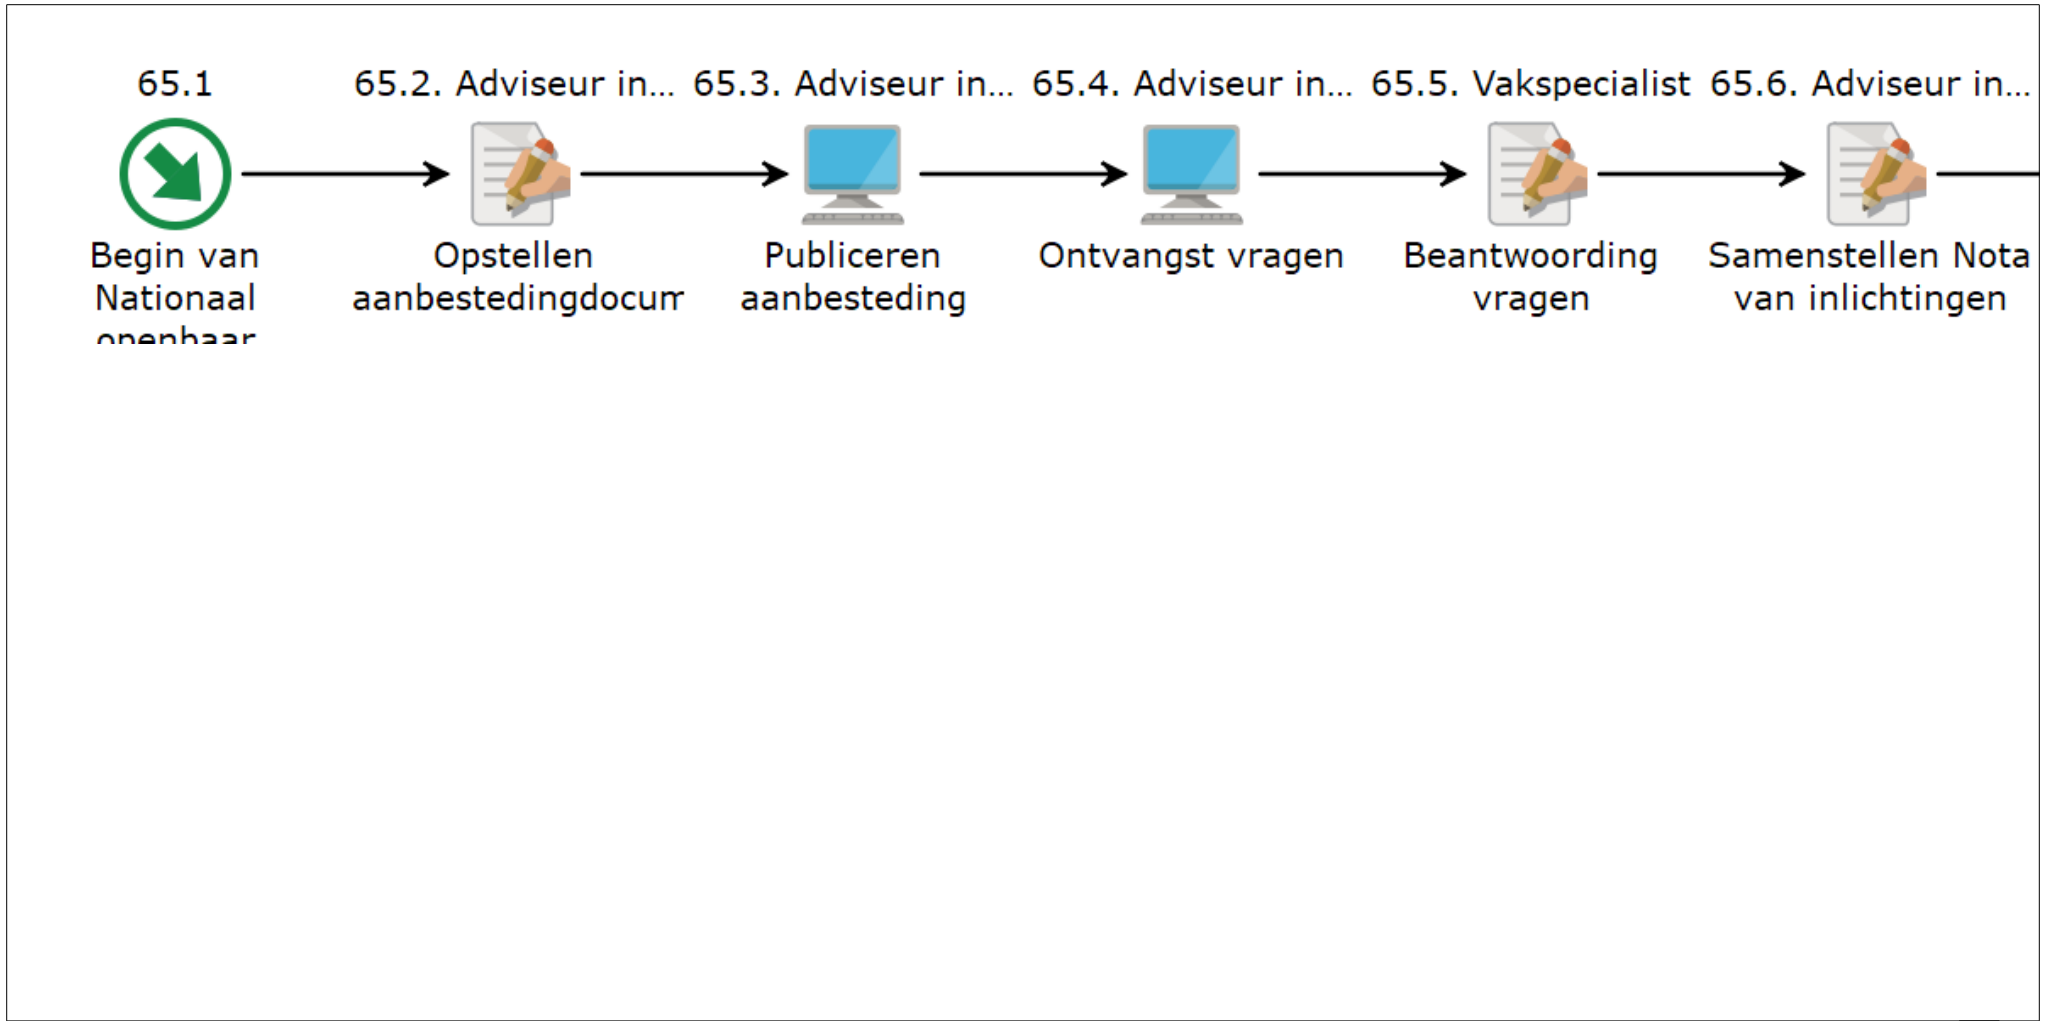 65.1
65.2. Adviseur in...
65.3. Adviseur in...
65.4. Adviseur in...
65.5. Vakspecialist
65.6. Adviseur in...
Begin van
Nationaal
openbaar
Opstellen
aanbestedingdocum
Publiceren
aanbesteding
Ontvangst vragen
Beantwoording
vragen
Samenstellen Nota
van inlichtingen